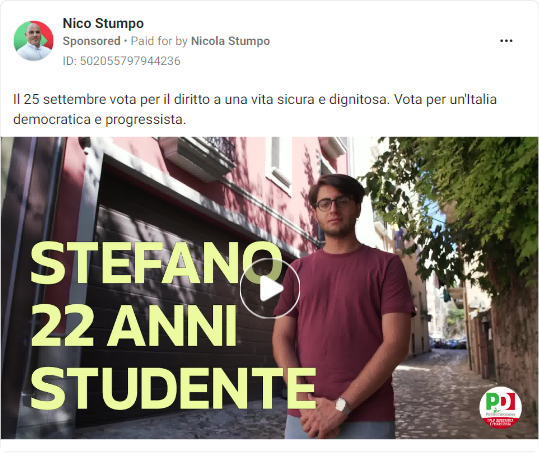 Nico Stumpo
Sponsored • Paid for by Nicola Stumpo
ID: 502055797944236
Il 25 settembre vota per il diritto a una vita sicura e dignitosa. Vota per un'Italia
democratica e progressista.
STEFANO
22 ANNI
STUDENTE
PD